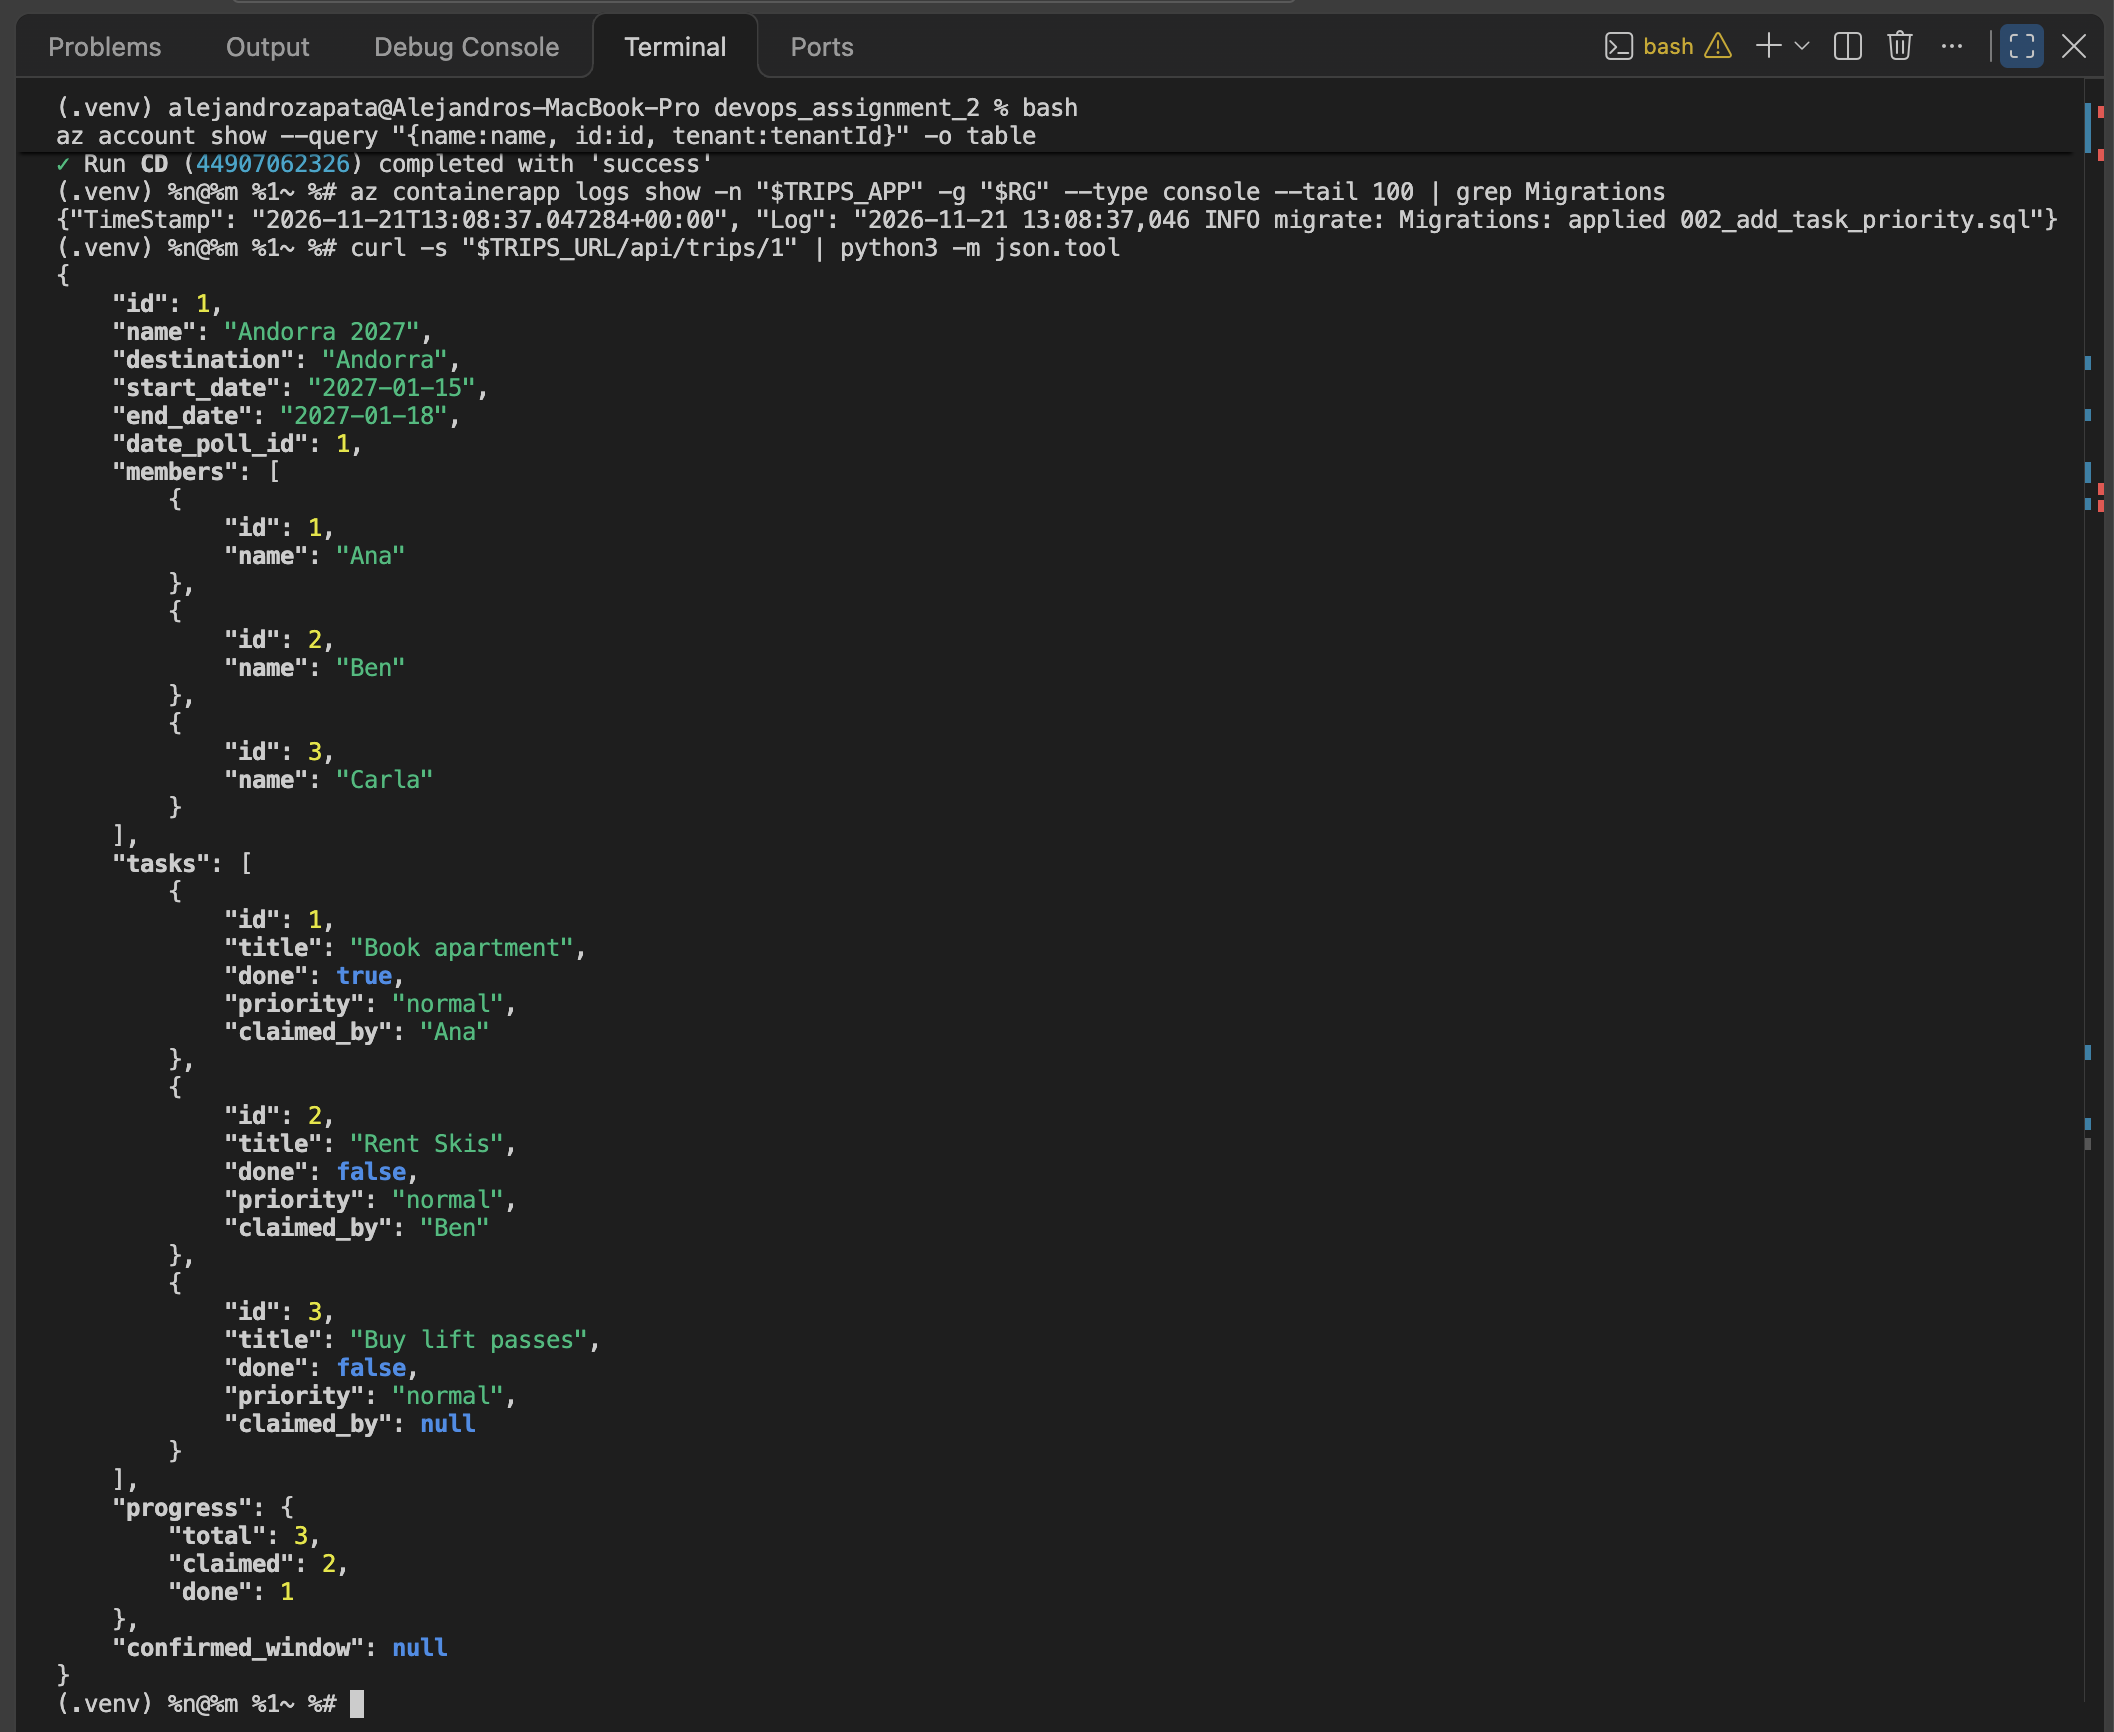 Problems Output Debug Console Terminal Ports bash
(.venv) alejandrozapata@Alejandros-MacBook-Pro devops_assignment_2 % bash
az account show --query "{name:name, id:id, tenant:tenantId}" -o table
✓ Run CD (44907062326) completed with 'success'
(.venv) %n@%m %1~ %# az containerapp logs show -n "$TRIPS_APP" -g "$RG" --type console --tail 100 | grep Migrations
{"TimeStamp": "2026-11-21T13:08:37.047284+00:00", "Log": "2026-11-21 13:08:37,046 INFO migrate: Migrations: applied 002_add_task_priority.sql"}
(.venv) %n@%m %1~ %# curl -s "$TRIPS_URL/api/trips/1" | python3 -m json.tool
{
    "id": 1,
    "name": "Andorra 2027",
    "destination": "Andorra",
    "start_date": "2027-01-15",
    "end_date": "2027-01-18",
    "date_poll_id": 1,
    "members": [
        {
            "id": 1,
            "name": "Ana"
        },
        {
            "id": 2,
            "name": "Ben"
        },
        {
            "id": 3,
            "name": "Carla"
        }
    ],
    "tasks": [
        {
            "id": 1,
            "title": "Book apartment",
            "done": true,
            "priority": "normal",
            "claimed_by": "Ana"
        },
        {
            "id": 2,
            "title": "Rent Skis",
            "done": false,
            "priority": "normal",
            "claimed_by": "Ben"
        },
        {
            "id": 3,
            "title": "Buy lift passes",
            "done": false,
            "priority": "normal",
            "claimed_by": null
        }
    ],
    "progress": {
        "total": 3,
        "claimed": 2,
        "done": 1
    },
    "confirmed_window": null
}
(.venv) %n@%m %1~ %#